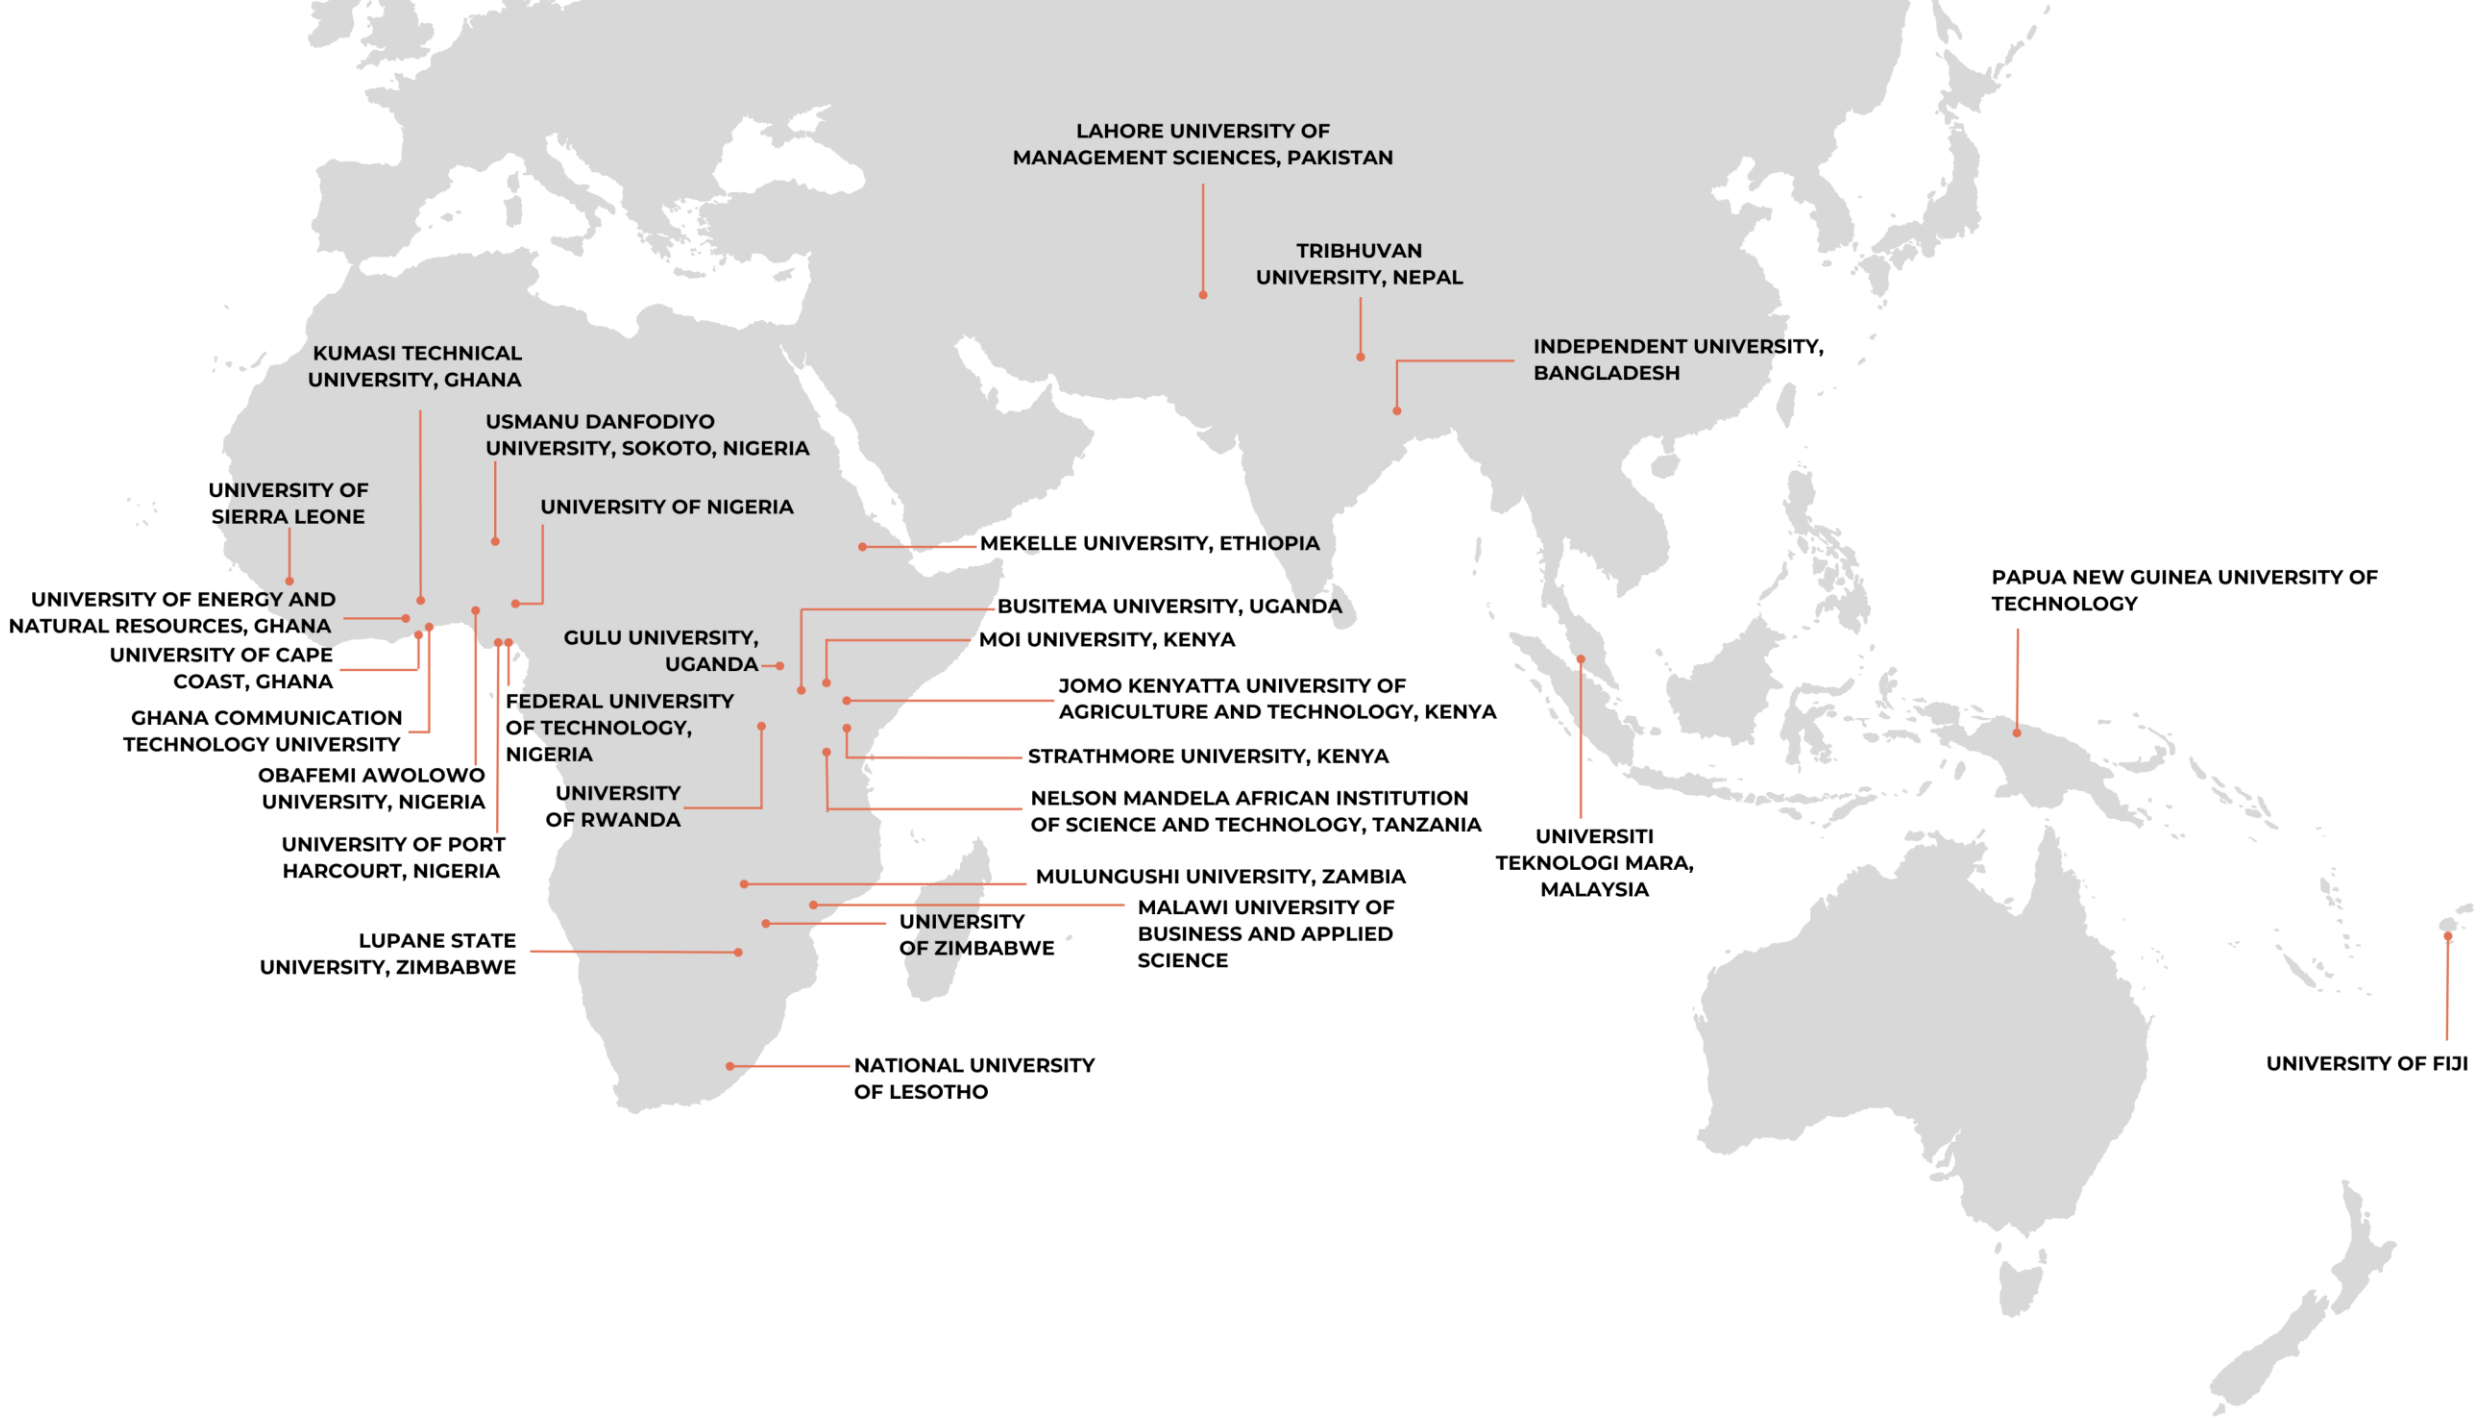 LAHORE UNIVERSITY OF
MANAGEMENT SCIENCES, PAKISTAN
TRIBHUVAN
UNIVERSITY, NEPAL
INDEPENDENT UNIVERSITY,
BANGLADESH
KUMASI TECHNICAL
UNIVERSITY, GHANA
USMANU DANFODIYO
UNIVERSITY, SOKOTO, NIGERIA
UNIVERSITY OF
SIERRA LEONE
UNIVERSITY OF NIGERIA
MEKELLE UNIVERSITY, ETHIOPIA
PAPUA NEW GUINEA UNIVERSITY OF
TECHNOLOGY
UNIVERSITY OF ENERGY AND
NATURAL RESOURCES, GHANA
BUSITEMA UNIVERSITY, UGANDA
GULU UNIVERSITY,
UGANDA
MOI UNIVERSITY, KENYA
UNIVERSITY OF CAPE
COAST, GHANA
JOMO KENYATTA UNIVERSITY OF
AGRICULTURE AND TECHNOLOGY, KENYA
FEDERAL UNIVERSITY
OF TECHNOLOGY,
NIGERIA
GHANA COMMUNICATION
TECHNOLOGY UNIVERSITY
STRATHMORE UNIVERSITY, KENYA
OBAFEMI AWOLOWO
UNIVERSITY, NIGERIA
UNIVERSITY
OF RWANDA
NELSON MANDELA AFRICAN INSTITUTION
OF SCIENCE AND TECHNOLOGY, TANZANIA
UNIVERSITI
TEKNOLOGI MARA,
MALAYSIA
UNIVERSITY OF PORT
HARCOURT, NIGERIA
MULUNGUSHI UNIVERSITY, ZAMBIA
MALAWI UNIVERSITY OF
BUSINESS AND APPLIED
SCIENCE
UNIVERSITY
OF ZIMBABWE
LUPANE STATE
UNIVERSITY, ZIMBABWE
NATIONAL UNIVERSITY
OF LESOTHO
UNIVERSITY OF FIJI